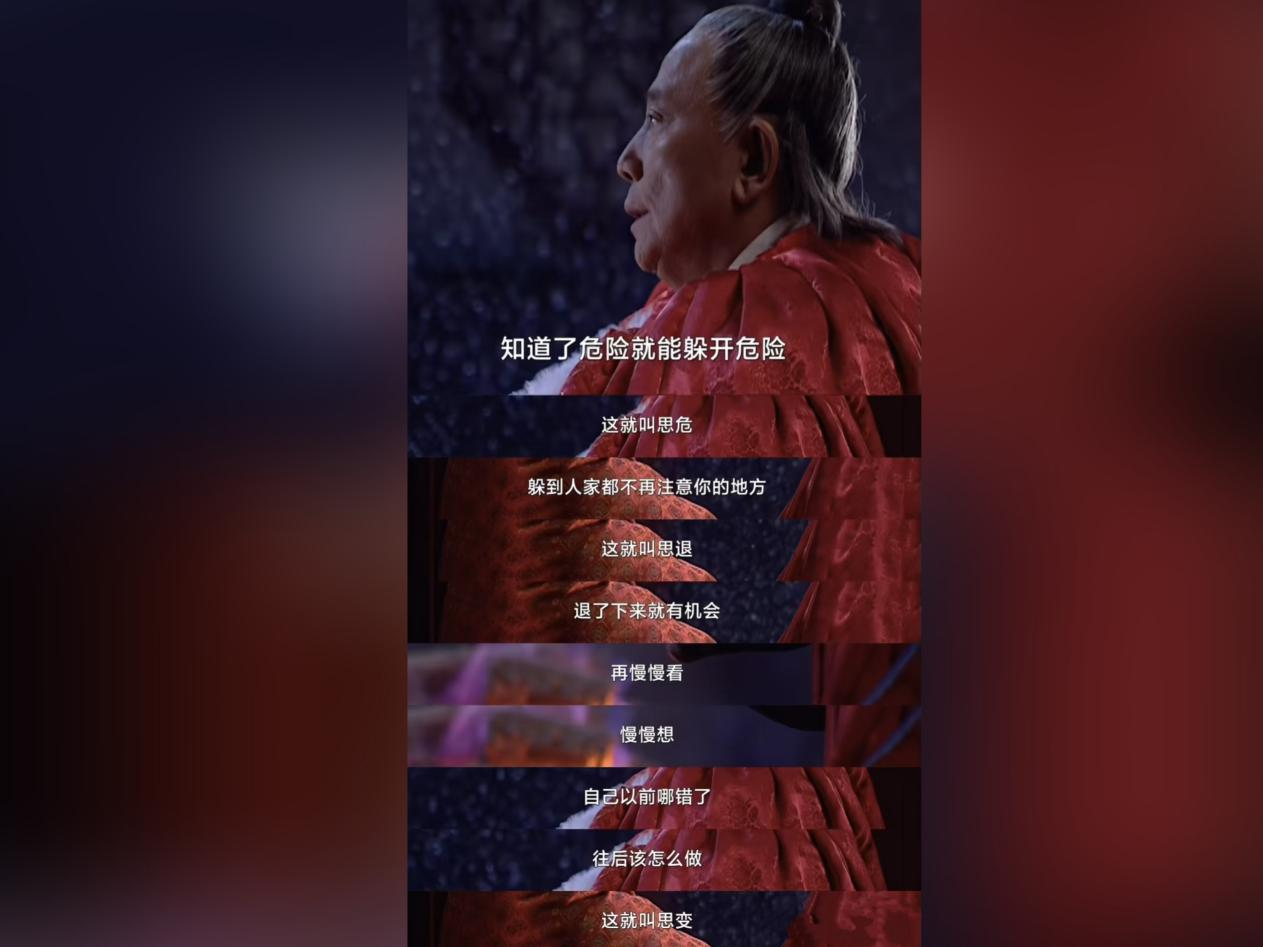 知道了危险就能躲开危险
这就叫思危
躲到人家都不再注意你的地方
这就叫思退
退了下来就有机会
再慢慢看
慢慢想
自己以前哪错了
往后该怎么做
这就叫思变